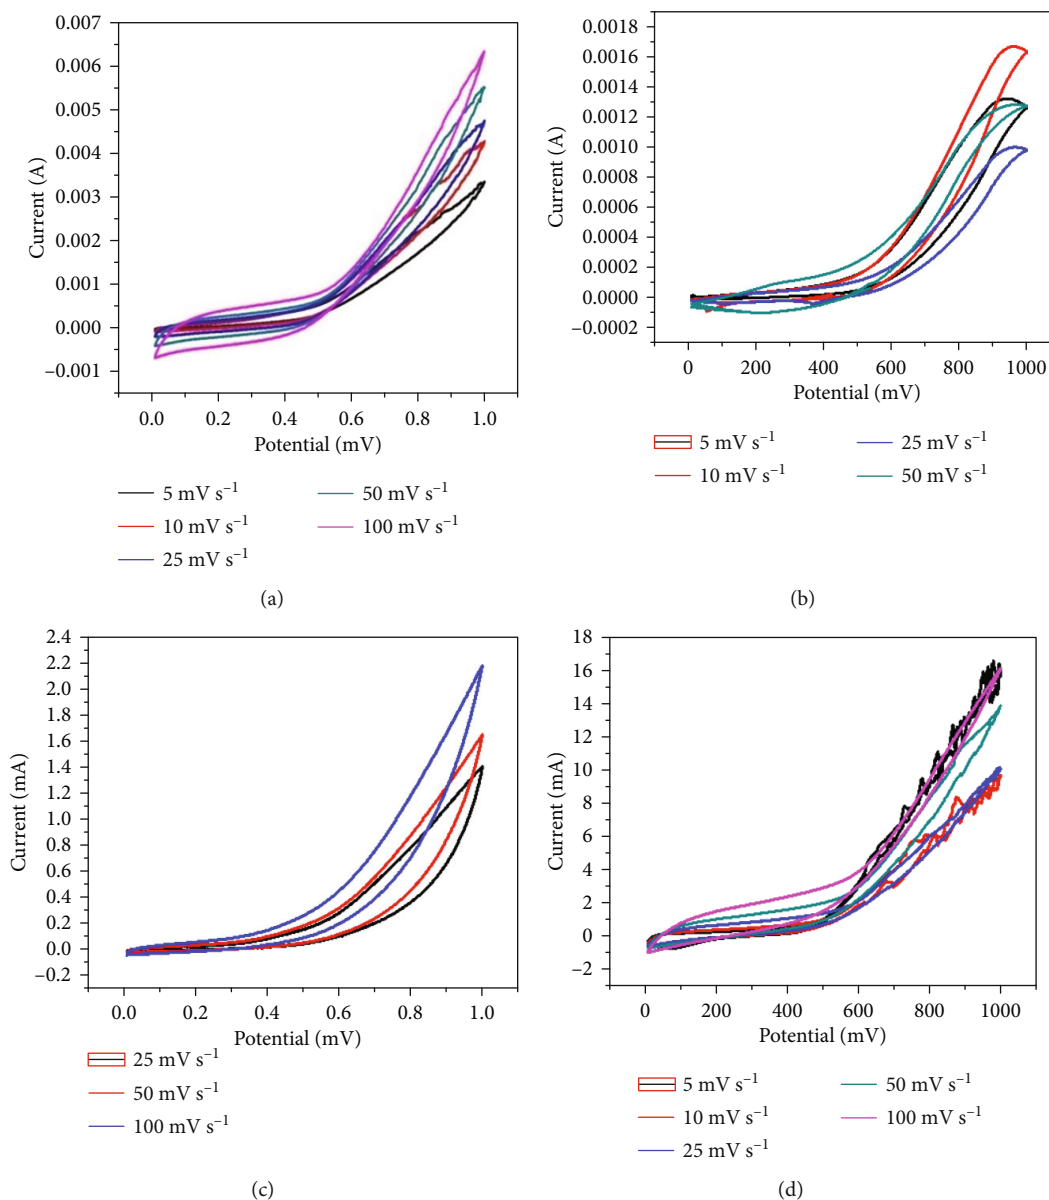 0.007
0.006
0.005
0.004
0.003
0.002
0.001
0.000
–0.001
Current (A)
0.0 0.2 0.4 0.6 0.8 1.0
Potential (mV)
5 mV s⁻¹
10 mV s⁻¹
25 mV s⁻¹
50 mV s⁻¹
100 mV s⁻¹
(a)
0.0018
0.0016
0.0014
0.0012
0.0010
0.0008
0.0006
0.0004
0.0002
0.0000
–0.0002
Current (A)
0 200 400 600 800 1000
Potential (mV)
5 mV s⁻¹
10 mV s⁻¹
25 mV s⁻¹
50 mV s⁻¹
(b)
2.4
2.2
2.0
1.8
1.6
1.4
1.2
1.0
0.8
0.6
0.4
0.2
0.0
–0.2
Current (mA)
0.0 0.2 0.4 0.6 0.8 1.0
Potential (mV)
25 mV s⁻¹
50 mV s⁻¹
100 mV s⁻¹
(c)
18
16
14
12
10
8
6
4
2
0
–2
Current (mA)
0 200 400 600 800 1000
Potential (mV)
5 mV s⁻¹
10 mV s⁻¹
25 mV s⁻¹
50 mV s⁻¹
100 mV s⁻¹
(d)